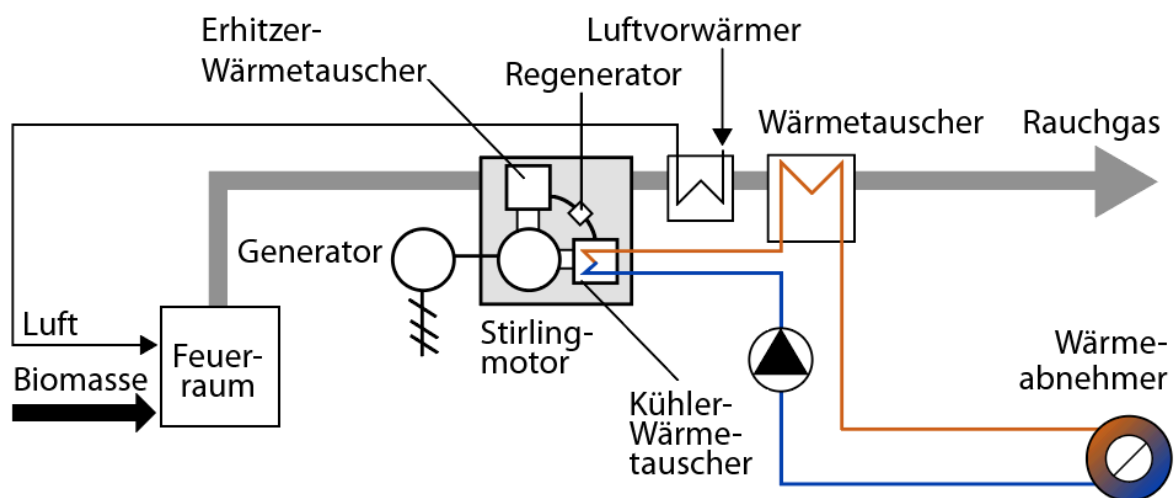 Erhitzer-
Wärmetauscher
Luftvorwärmer
Regenerator
Wärmetauscher
Rauchgas
Generator
Luft
Biomasse
Feuer-
raum
Stirling-
motor
Kühler-
Wärme-
tauscher
Wärme-
abnehmer